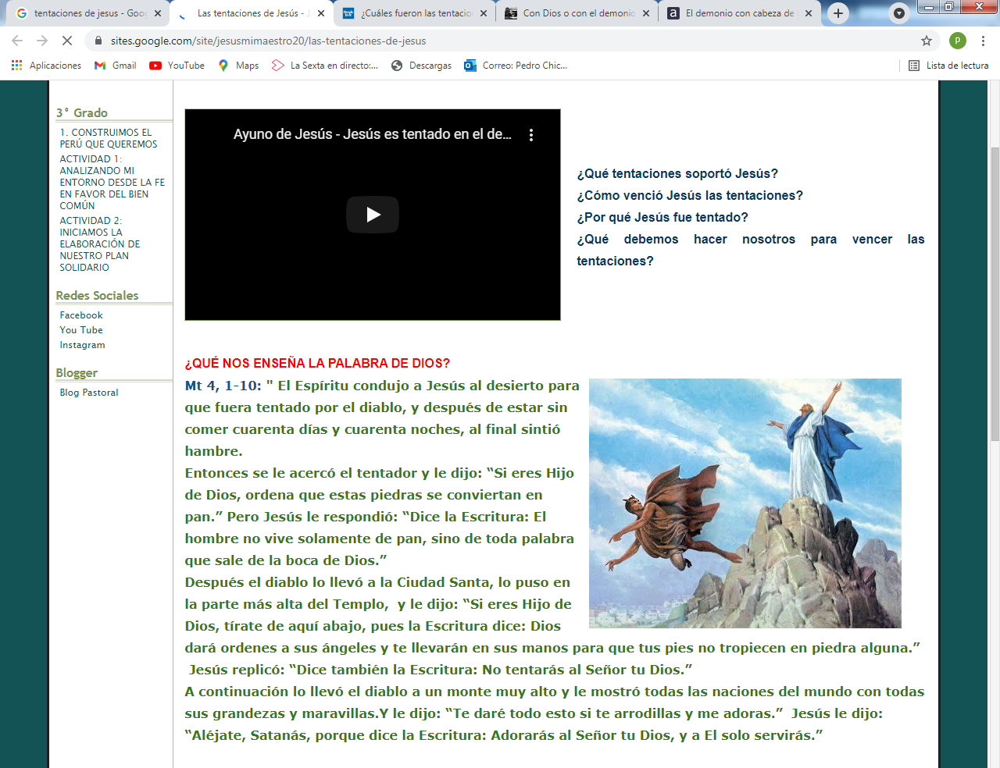 tentaciones de jesus - Goo
Las tentaciones de Jesús - J
¿Cuáles fueron las tentacio
Con Dios o con el demonio
El demonio con cabeza de
sites.google.com/site/jesusmimaestro20/las-tentaciones-de-jesus
P
Aplicaciones
Gmail
YouTube
Maps
La Sexta en directo:...
Descargas
Correo: Pedro Chic...
Lista de lectura
3° Grado
1. CONSTRUIMOS EL
PERÚ QUE QUEREMOS
ACTIVIDAD 1:
ANALIZANDO MI
ENTORNO DESDE LA FE
EN FAVOR DEL BIEN
COMÚN
ACTIVIDAD 2:
INICIAMOS LA
ELABORACIÓN DE
NUESTRO PLAN
SOLIDARIO
Redes Sociales
Facebook
You Tube
Instagram
Blogger
Blog Pastoral
Ayuno de Jesús - Jesús es tentado en el de...
¿Qué tentaciones soportó Jesús?
¿Cómo venció Jesús las tentaciones?
¿Por qué Jesús fue tentado?
¿Qué debemos hacer nosotros para vencer las
tentaciones?
¿QUÉ NOS ENSEÑA LA PALABRA DE DIOS?
Mt 4, 1-10: " El Espíritu condujo a Jesús al desierto para
que fuera tentado por el diablo, y después de estar sin
comer cuarenta días y cuarenta noches, al final sintió
hambre.
Entonces se le acercó el tentador y le dijo: “Si eres Hijo
de Dios, ordena que estas piedras se conviertan en
pan.” Pero Jesús le respondió: “Dice la Escritura: El
hombre no vive solamente de pan, sino de toda palabra
que sale de la boca de Dios.”
Después el diablo lo llevó a la Ciudad Santa, lo puso en
la parte más alta del Templo,  y le dijo: “Si eres Hijo de
Dios, tírate de aquí abajo, pues la Escritura dice: Dios
dará ordenes a sus ángeles y te llevarán en sus manos para que tus pies no tropiecen en piedra alguna.”
Jesús replicó: “Dice también la Escritura: No tentarás al Señor tu Dios.”
A continuación lo llevó el diablo a un monte muy alto y le mostró todas las naciones del mundo con todas
sus grandezas y maravillas.Y le dijo: “Te daré todo esto si te arrodillas y me adoras.”  Jesús le dijo:
“Aléjate, Satanás, porque dice la Escritura: Adorarás al Señor tu Dios, y a El solo servirás.”